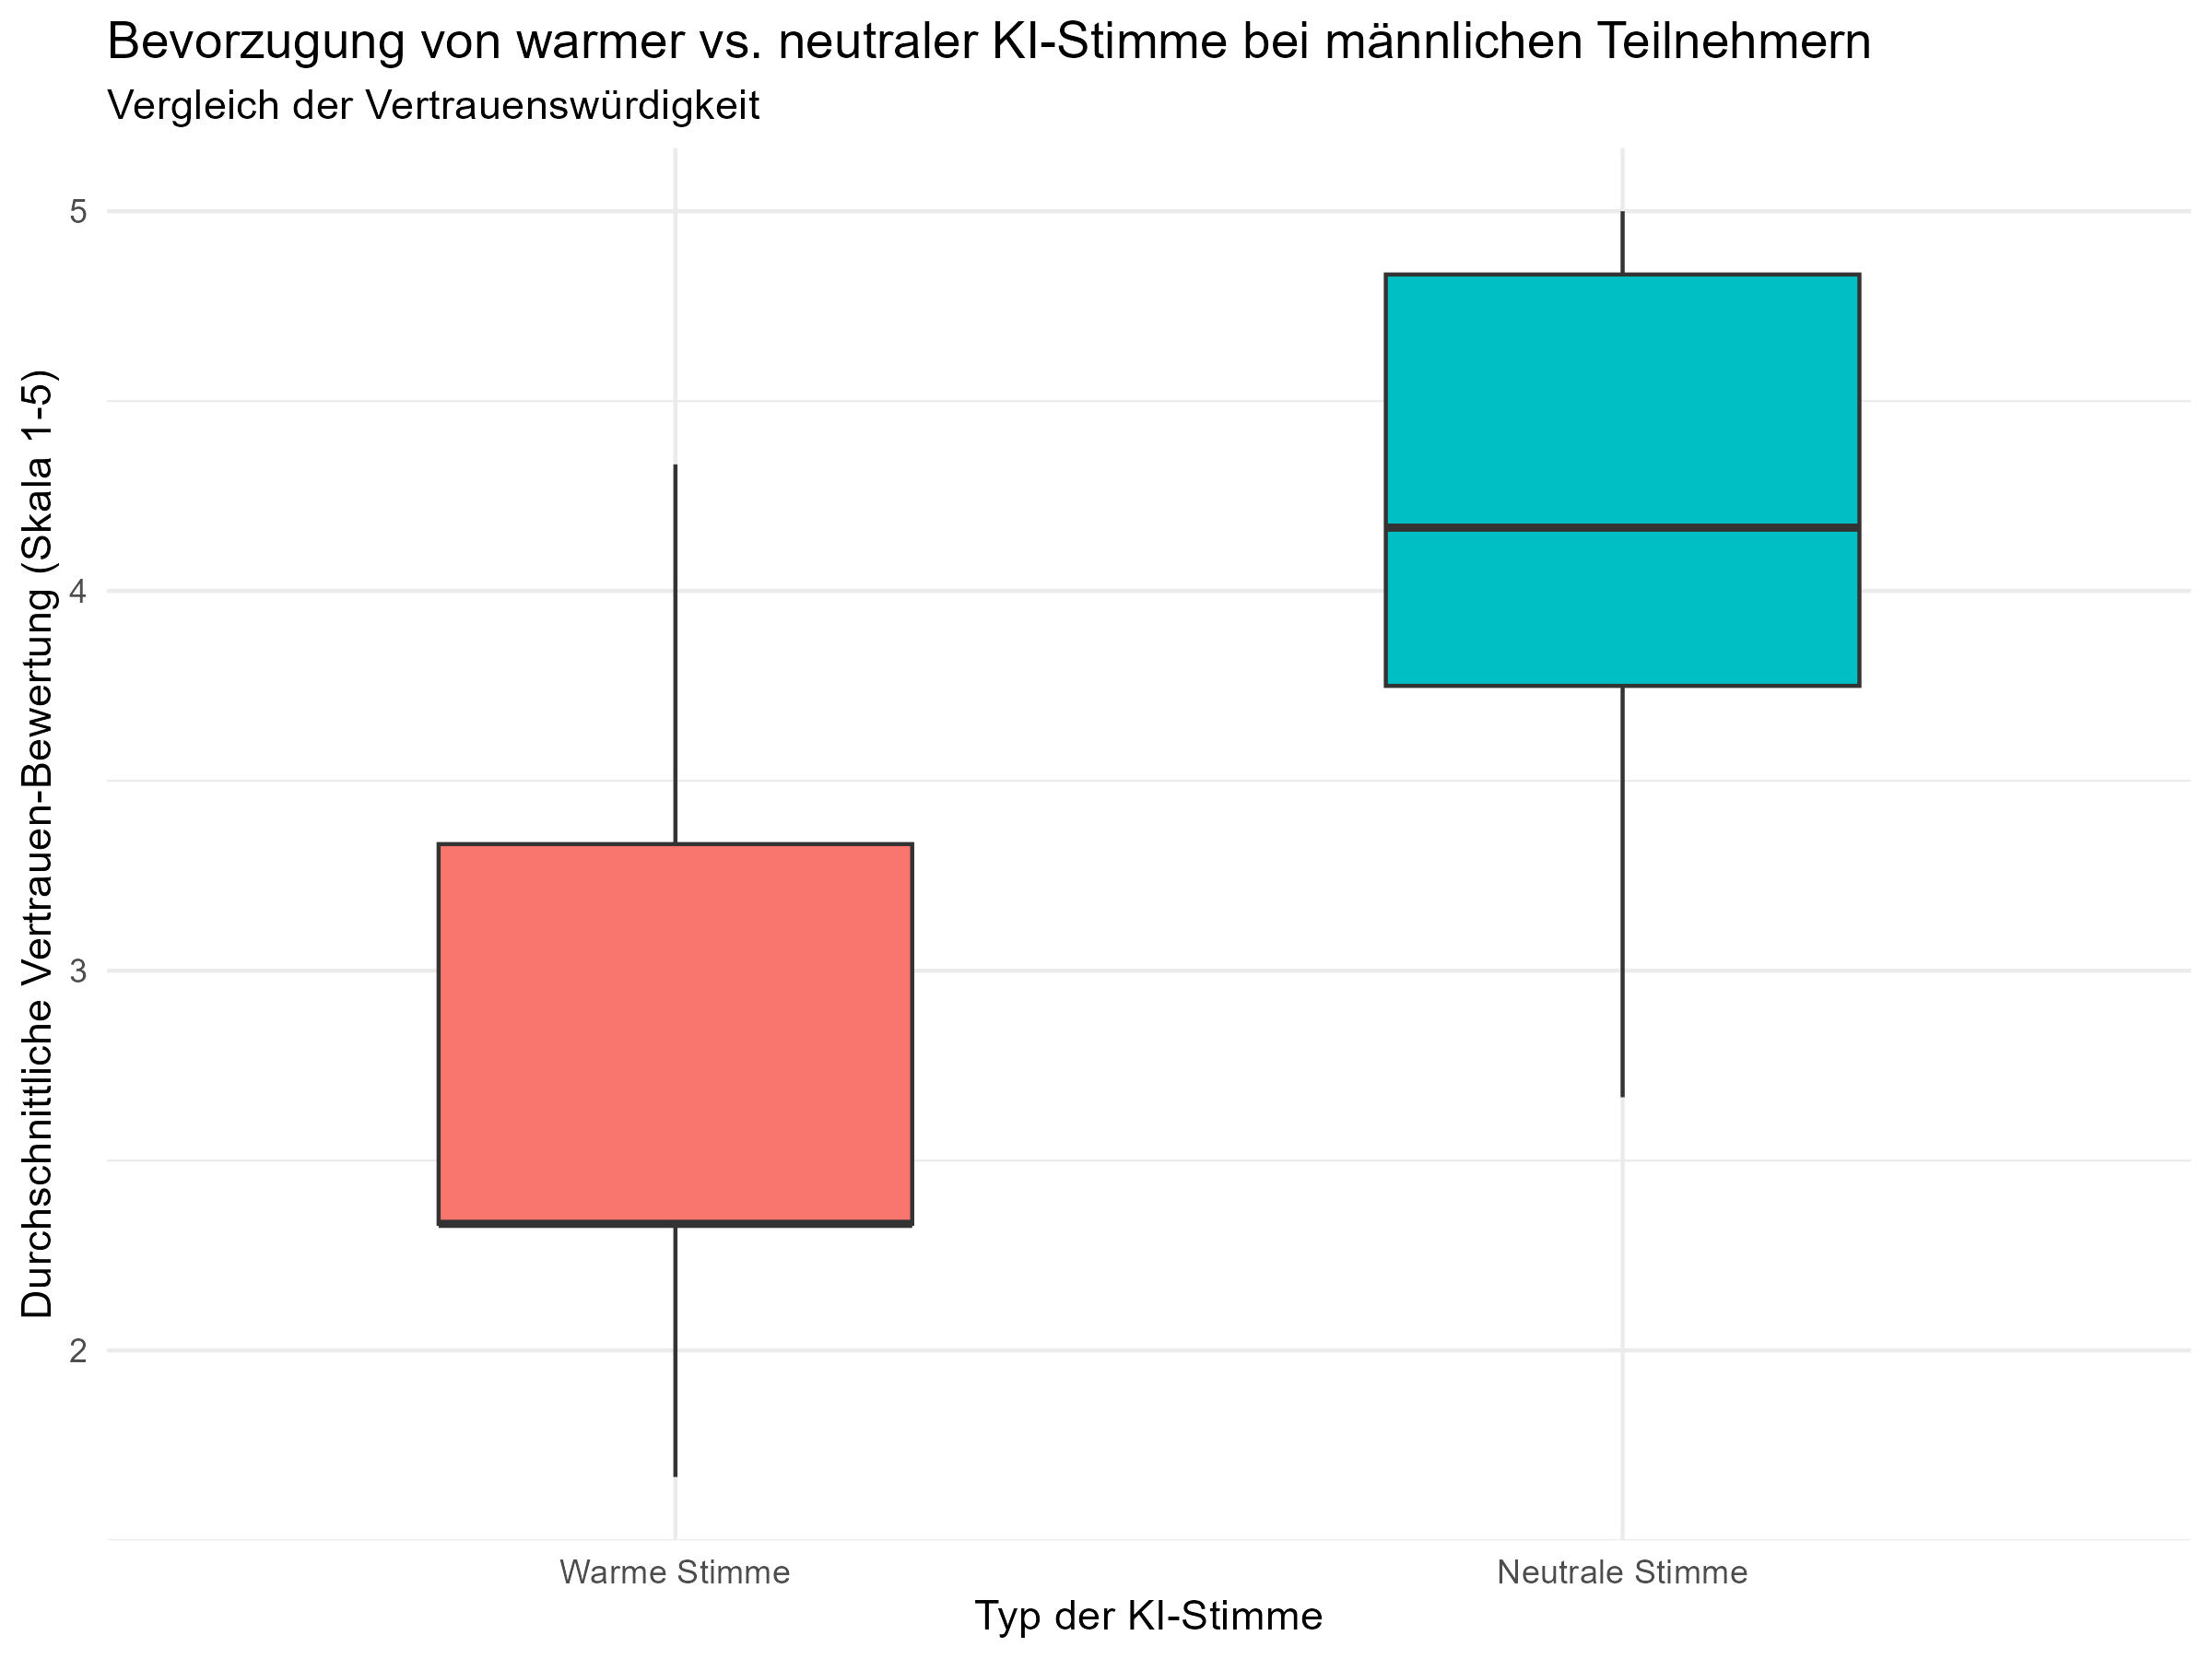 Bevorzugung von warmer vs. neutraler KI-Stimme bei männlichen Teilnehmern
Vergleich der Vertrauenswürdigkeit
Durchschnittliche Vertrauen-Bewertung (Skala 1-5)
5
4
3
2
Warme Stimme
Neutrale Stimme
Typ der KI-Stimme